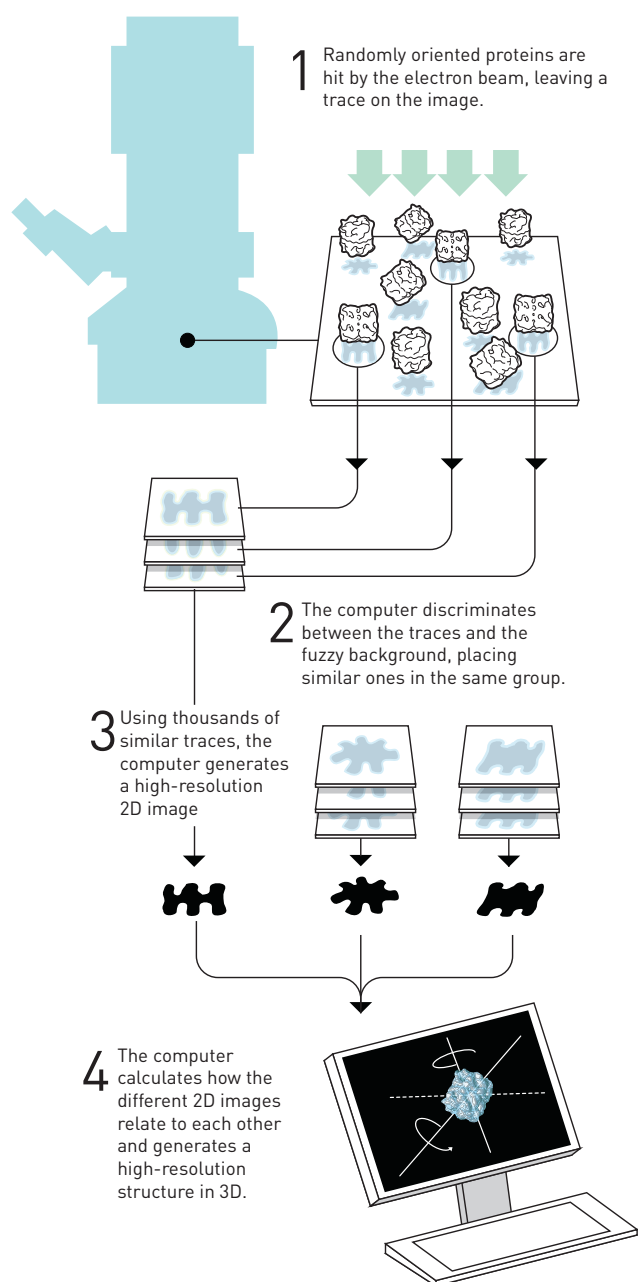 1 Randomly oriented proteins are
hit by the electron beam, leaving a
trace on the image.
2 The computer discriminates
between the traces and the
fuzzy background, placing
similar ones in the same group.
3 Using thousands of
similar traces, the
computer generates
a high-resolution
2D image
4 The computer
calculates how the
different 2D images
relate to each other
and generates a
high-resolution
structure in 3D.